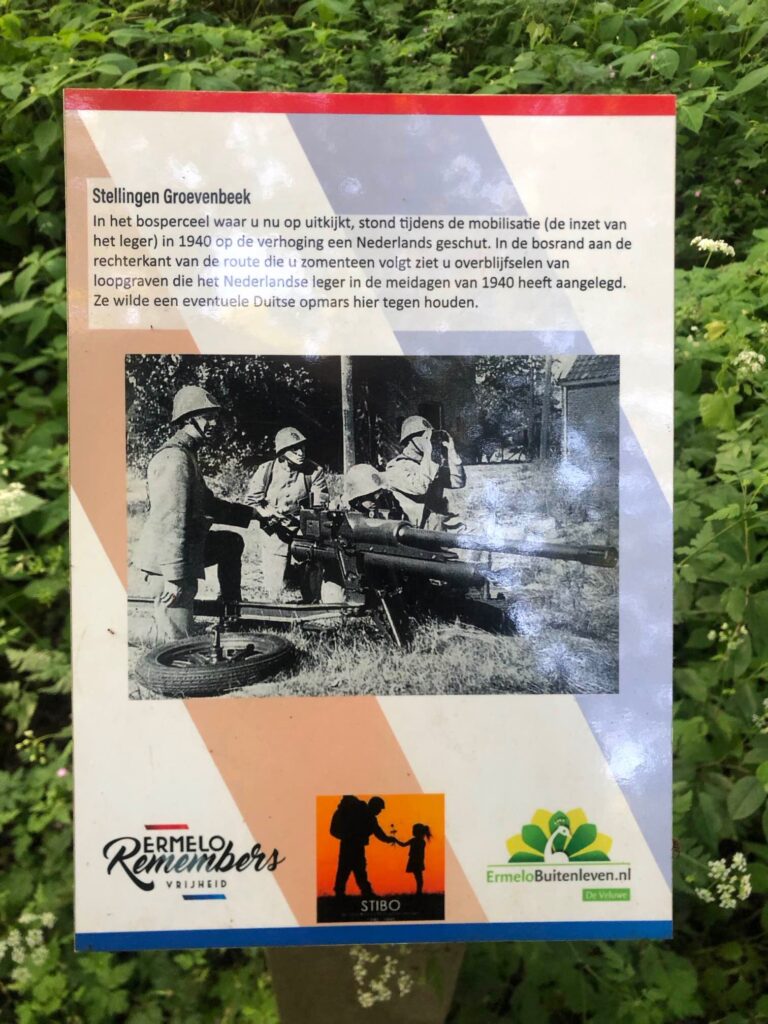 Stellingen Groevenbeek
In het bosperceel waar u nu op uitkijkt, stond tijdens de mobilisatie (de inzet van
het leger) in 1940 op de verhoging een Nederlands geschut. In de bosrand aan de
rechterkant van de route die u zomenteen volgt ziet u overblijfselen van
loopgraven die het Nederlandse leger in de meidagen van 1940 heeft aangelegd.
Ze wilde een eventuele Duitse opmars hier tegen houden.
ERMELO
Remembers
VRIJHEID
STIBO
ErmeloBuitenleven.nl
De Veluwe